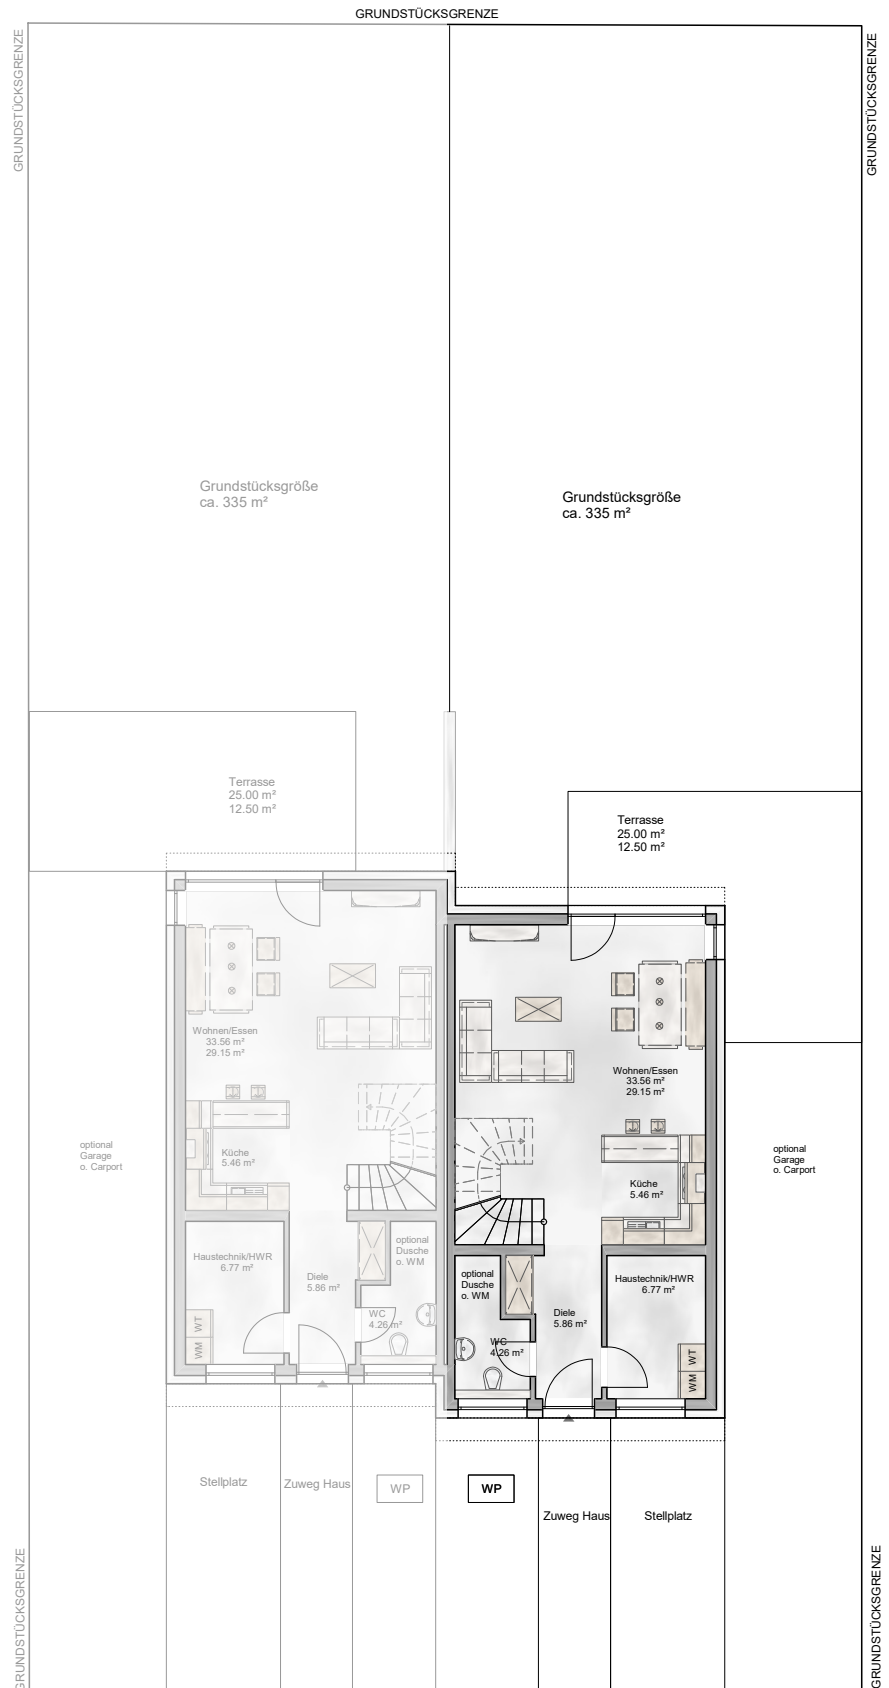 GRUNDSTÜCKSGRENZE
GRUNDSTÜCKSGRENZE
GRUNDSTÜCKSGRENZE
Grundstücksgröße
ca. 335 m²
Grundstücksgröße
ca. 335 m²
Terrasse
25.00 m²
12.50 m²
Terrasse
25.00 m²
12.50 m²
Wohnen/Essen
33.56 m²
29.15 m²
Wohnen/Essen
33.56 m²
29.15 m²
optional
Garage
o. Carport
Küche
5.46 m²
Küche
5.46 m²
optional
Garage
o. Carport
Haustechnik/HWR
6.77 m²
optional
Dusche
o. WM
Diele
5.86 m²
WC
4.26 m²
WT
WM
optional
Dusche
o. WM
Haustechnik/HWR
6.77 m²
Diele
5.86 m²
WC
4.26 m²
WT
WM
Stellplatz
Zuweg Haus
WP
WP
Zuweg Haus
Stellplatz
GRUNDSTÜCKSGRENZE
GRUNDSTÜCKSGRENZE